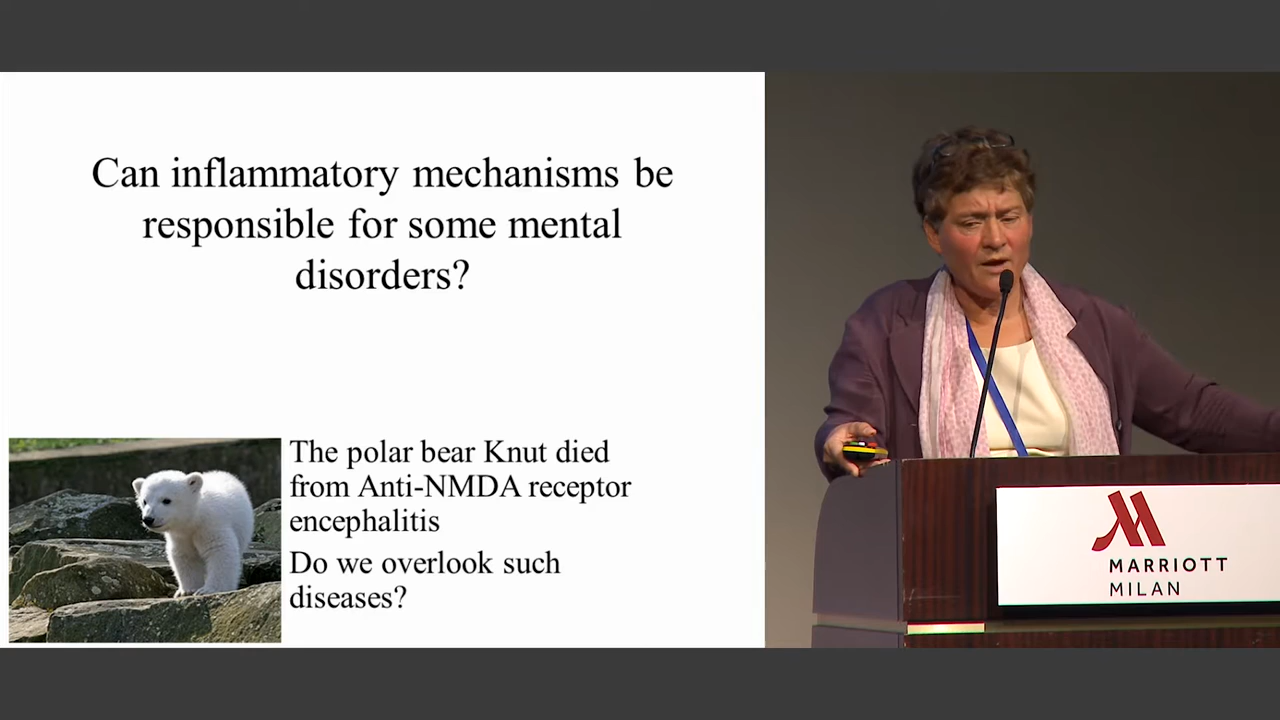 Can inflammatory mechanisms be
responsible for some mental
disorders?
The polar bear Knut died
from Anti-NMDA receptor
encephalitis
Do we overlook such
diseases?
MARRIOTT
MILAN